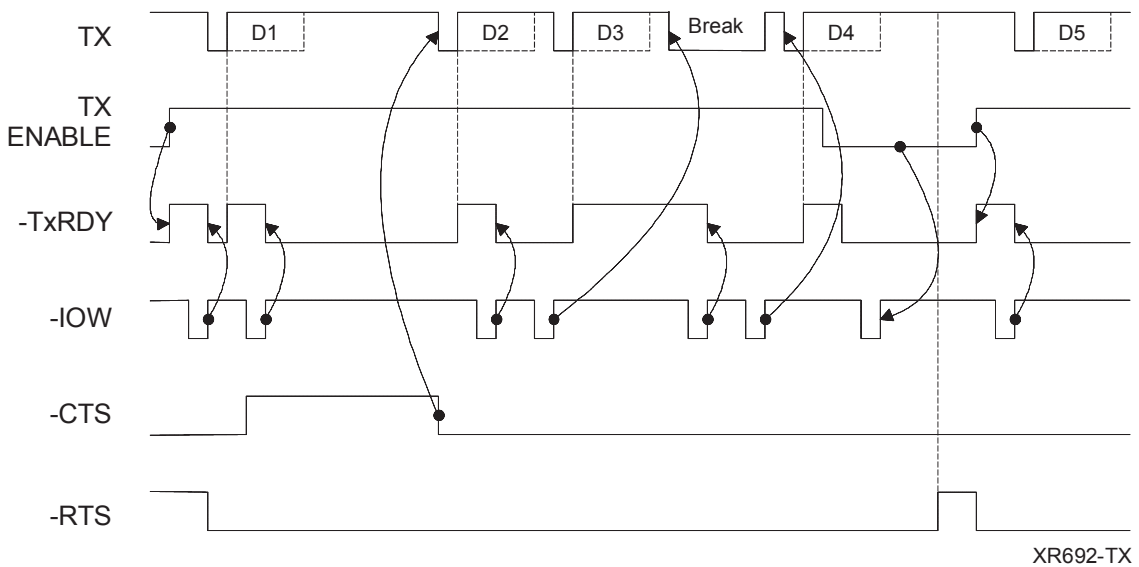 TX D1 D2 D3 Break D4 D5
TX
ENABLE
-TxRDY
-IOW
-CTS
-RTS
XR692-TX